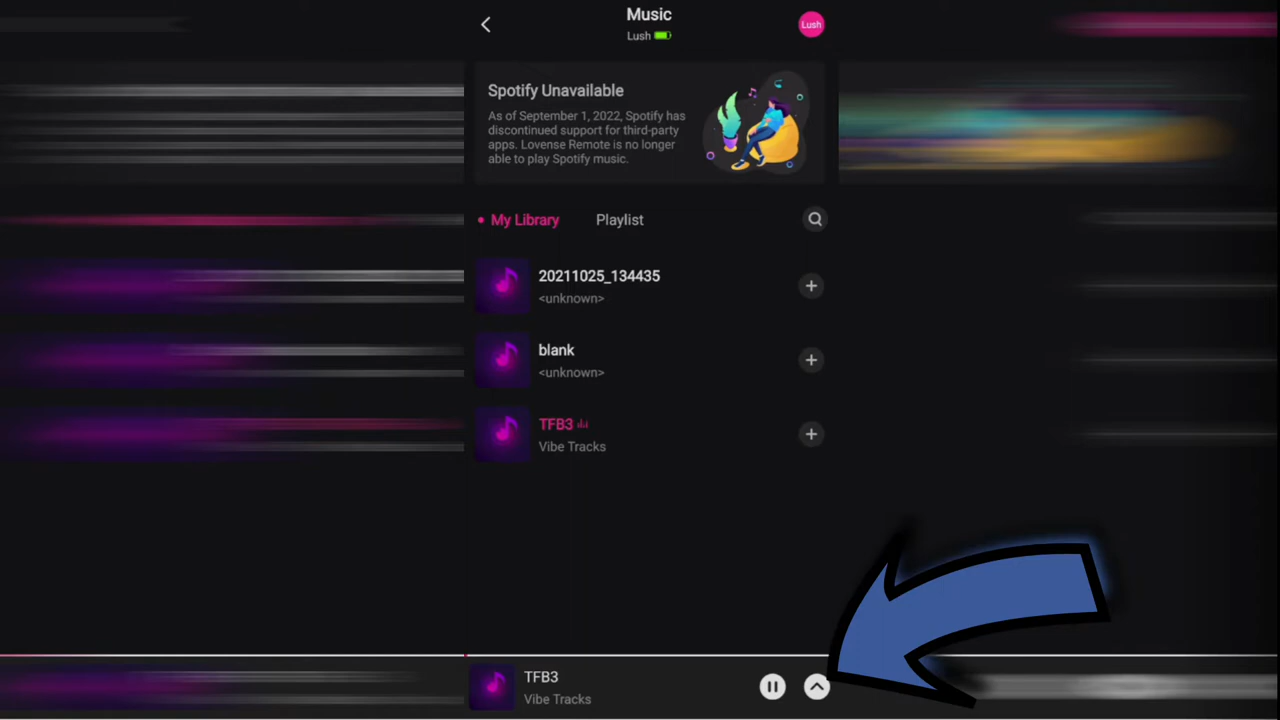 Music
Lush
Lush
Spotify Unavailable
As of September 1, 2022, Spotify has
discontinued support for third-party
apps. Lovense Remote is no longer
able to play Spotify music.
My Library
Playlist
20211025_134435
<unknown>
blank
<unknown>
TFB3
Vibe Tracks
TFB3
Vibe Tracks